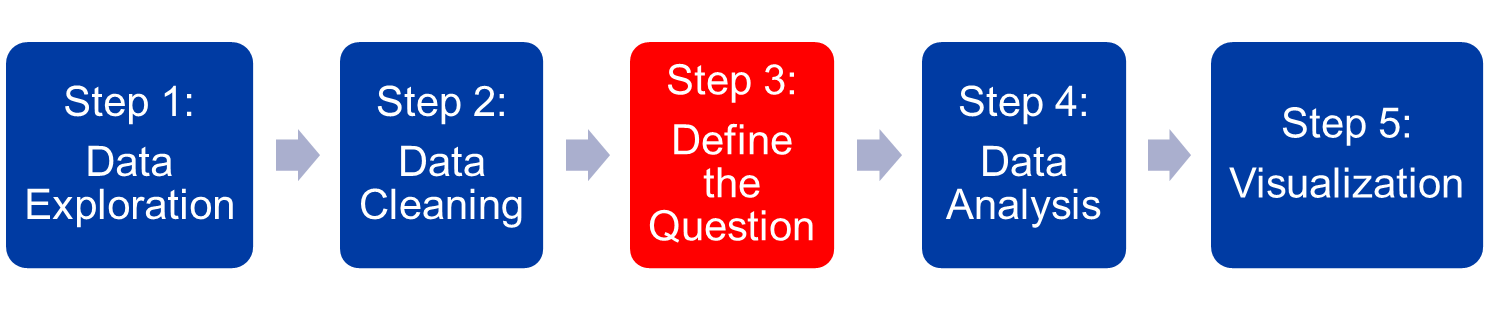 Step 1:
Data
Exploration
Step 2:
Data
Cleaning
Step 3:
Define
the
Question
Step 4:
Data
Analysis
Step 5:
Visualization